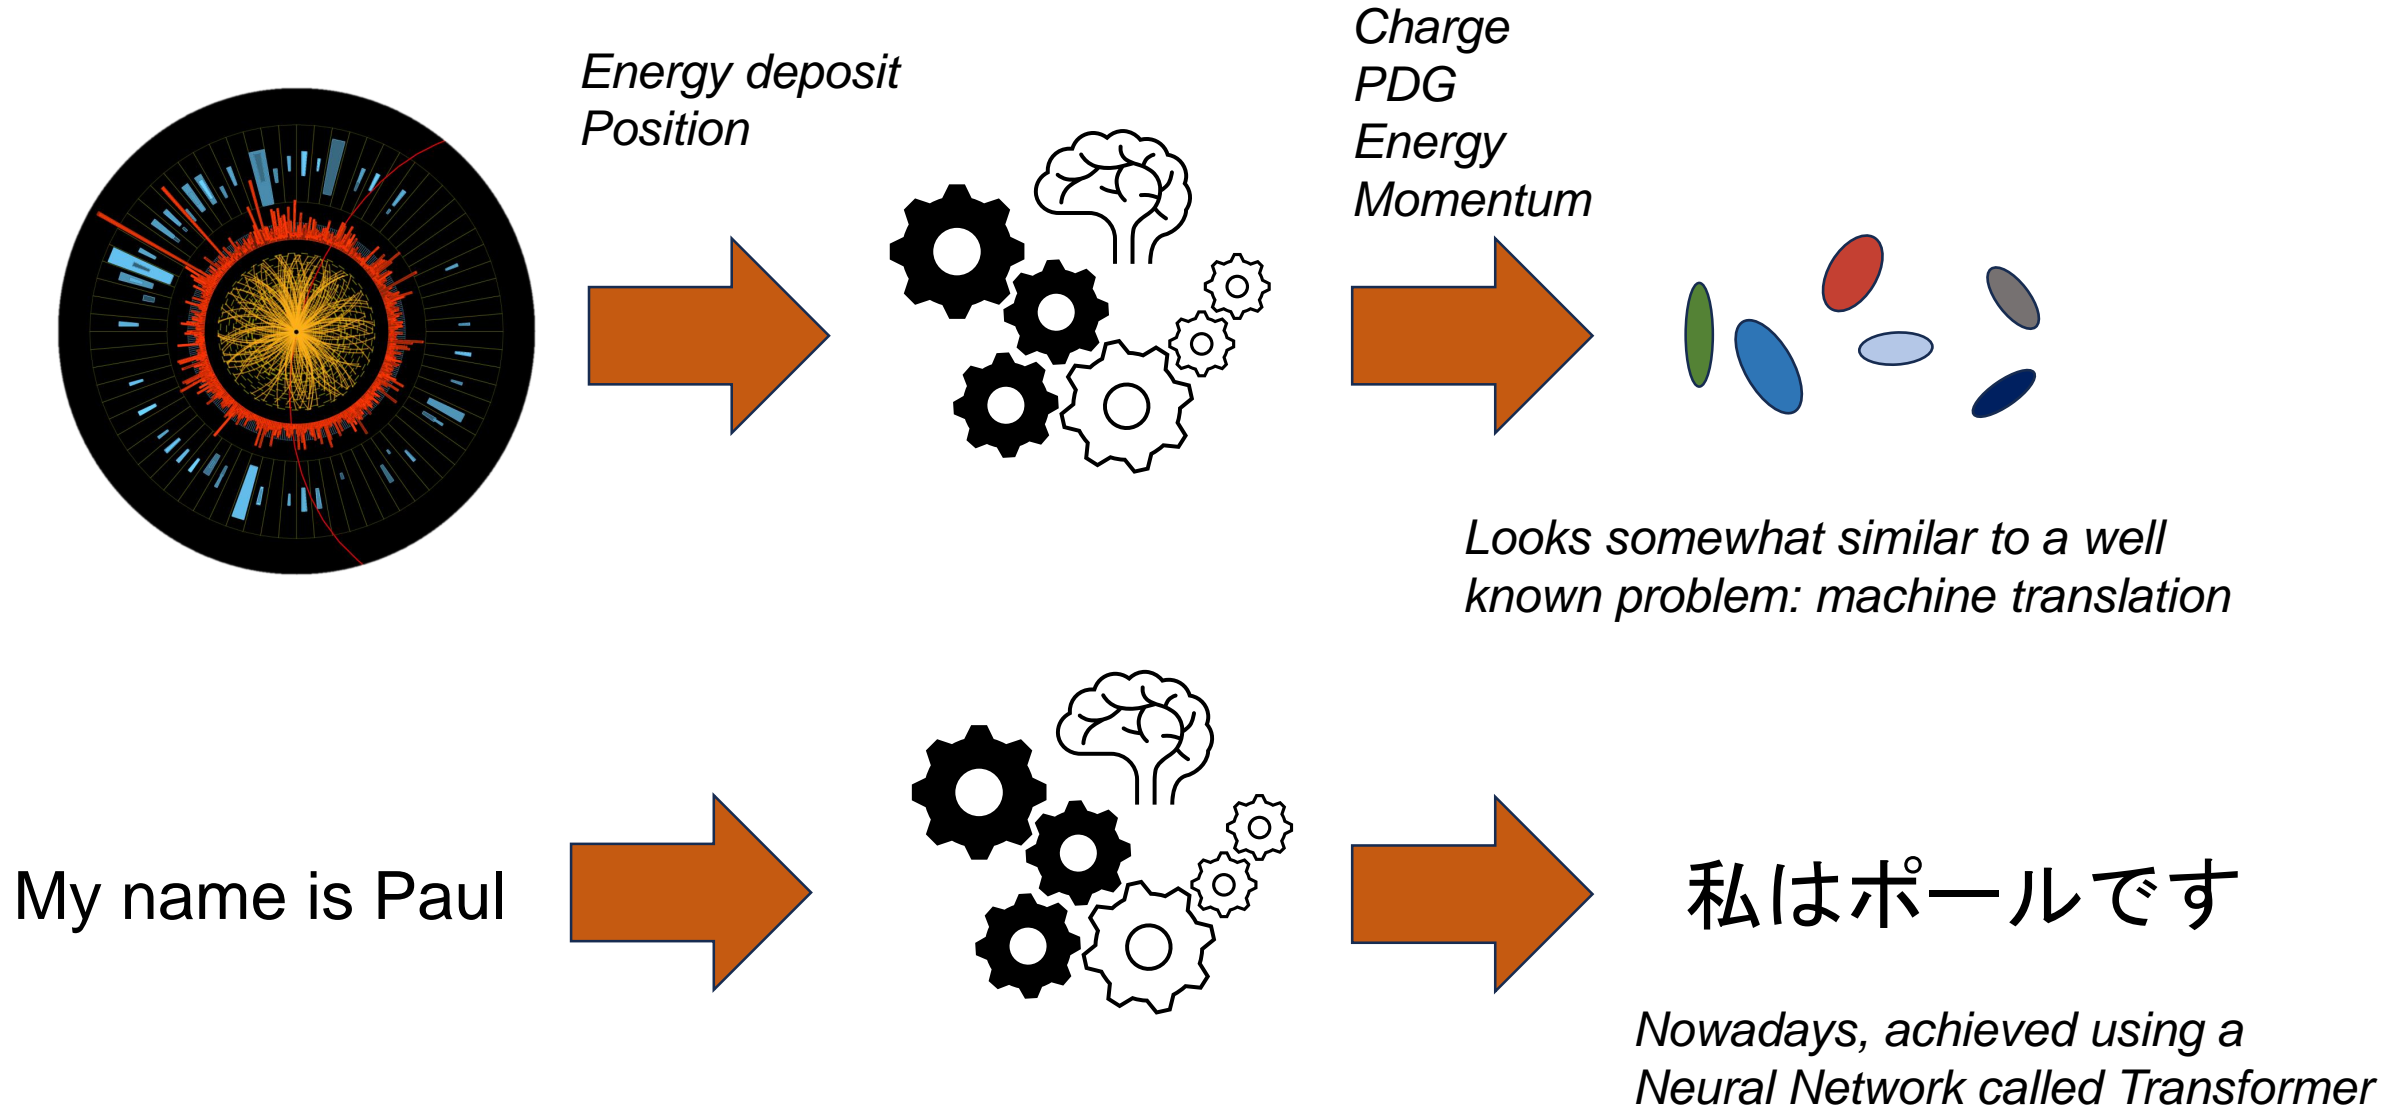 Energy deposit
Position
Charge
PDG
Energy
Momentum
Looks somewhat similar to a well
known problem: machine translation
My name is Paul
私はポールです
Nowadays, achieved using a
Neural Network called Transformer